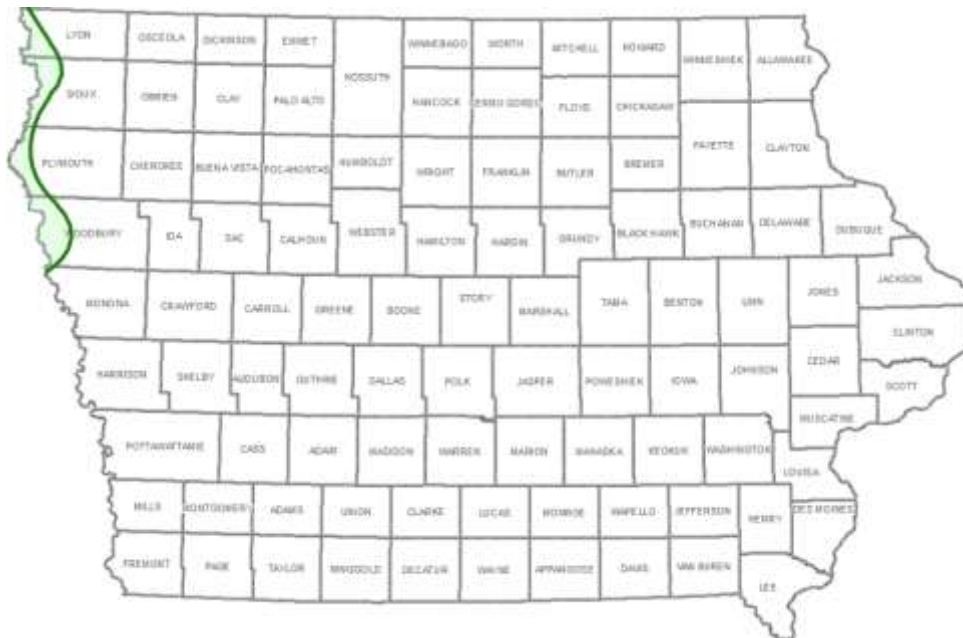 LYON OSCEOLA DICKINSON EMMET WINNEBAGO WORTH MITCHELL HOWARD
KOSSUTH WINNESHIEK ALLAMAKEE
SIOUX OBRIEN CLAY PALO ALTO HANCOCK CERRO GORDO FLOYD CHICKASAW
PLYMOUTH CHEROKEE BUENA VISTA POCAHONTAS HUMBOLDT WRIGHT FRANKLIN BUTLER BREMER FAYETTE CLAYTON
WOODBURY IDA SAC CALHOUN WEBSTER HAMILTON HARDIN GRUNDY BLACK HAWK BUCHANAN DELAWARE DUBUQUE
JACKSON
MONONA CRAWFORD CARROLL GREENE BOONE STORY MARSHALL TAMA BENTON LINN JONES
CLINTON
HARRISON SHELBY AUDUBON GUTHRIE DALLAS POLK JASPER POWESHIEK IOWA JOHNSON CEDAR
SCOTT
MUSCATINE
POTTAWATTAMIE CASS ADAIR MADISON WARREN MARION MAHASKA KEOKUK WASHINGTON
LOUISA
MILLS MONTGOMERY ADAMS UNION CLARKE LUCAS MONROE WAPELLO JEFFERSON HENRY DES MOINES
FREMONT PAGE TAYLOR RINGGOLD DECATUR WAYNE APPANOOSE DAVIS VAN BUREN
LEE